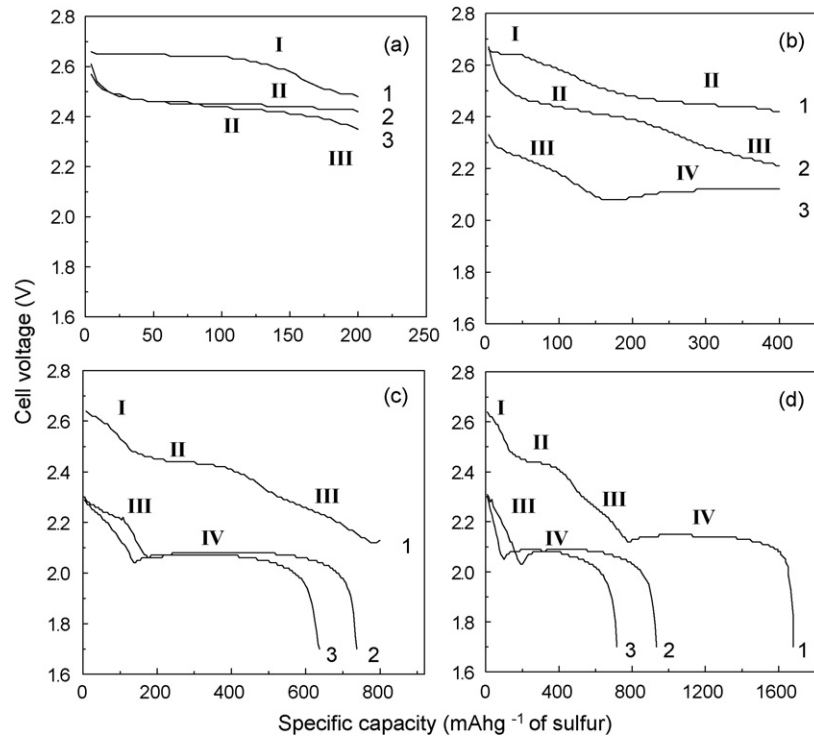 2.8
2.6
2.4
2.2
2.0
1.8
1.6
0
50
100
150
200
250
(a)
I
II
II
III
1
2
3
2.8
2.6
2.4
2.2
2.0
1.8
1.6
0
100
200
300
400
(b)
I
II
II
III
III
IV
1
2
3
Cell voltage (V)
2.8
2.6
2.4
2.2
2.0
1.8
1.6
0
200
400
600
800
(c)
I
II
III
III
IV
1
3
2
2.8
2.6
2.4
2.2
2.0
1.8
1.6
0
400
800
1200
1600
(d)
I
II
III
III
IV
IV
3
2
1
Specific capacity (mAhg -1 of sulfur)